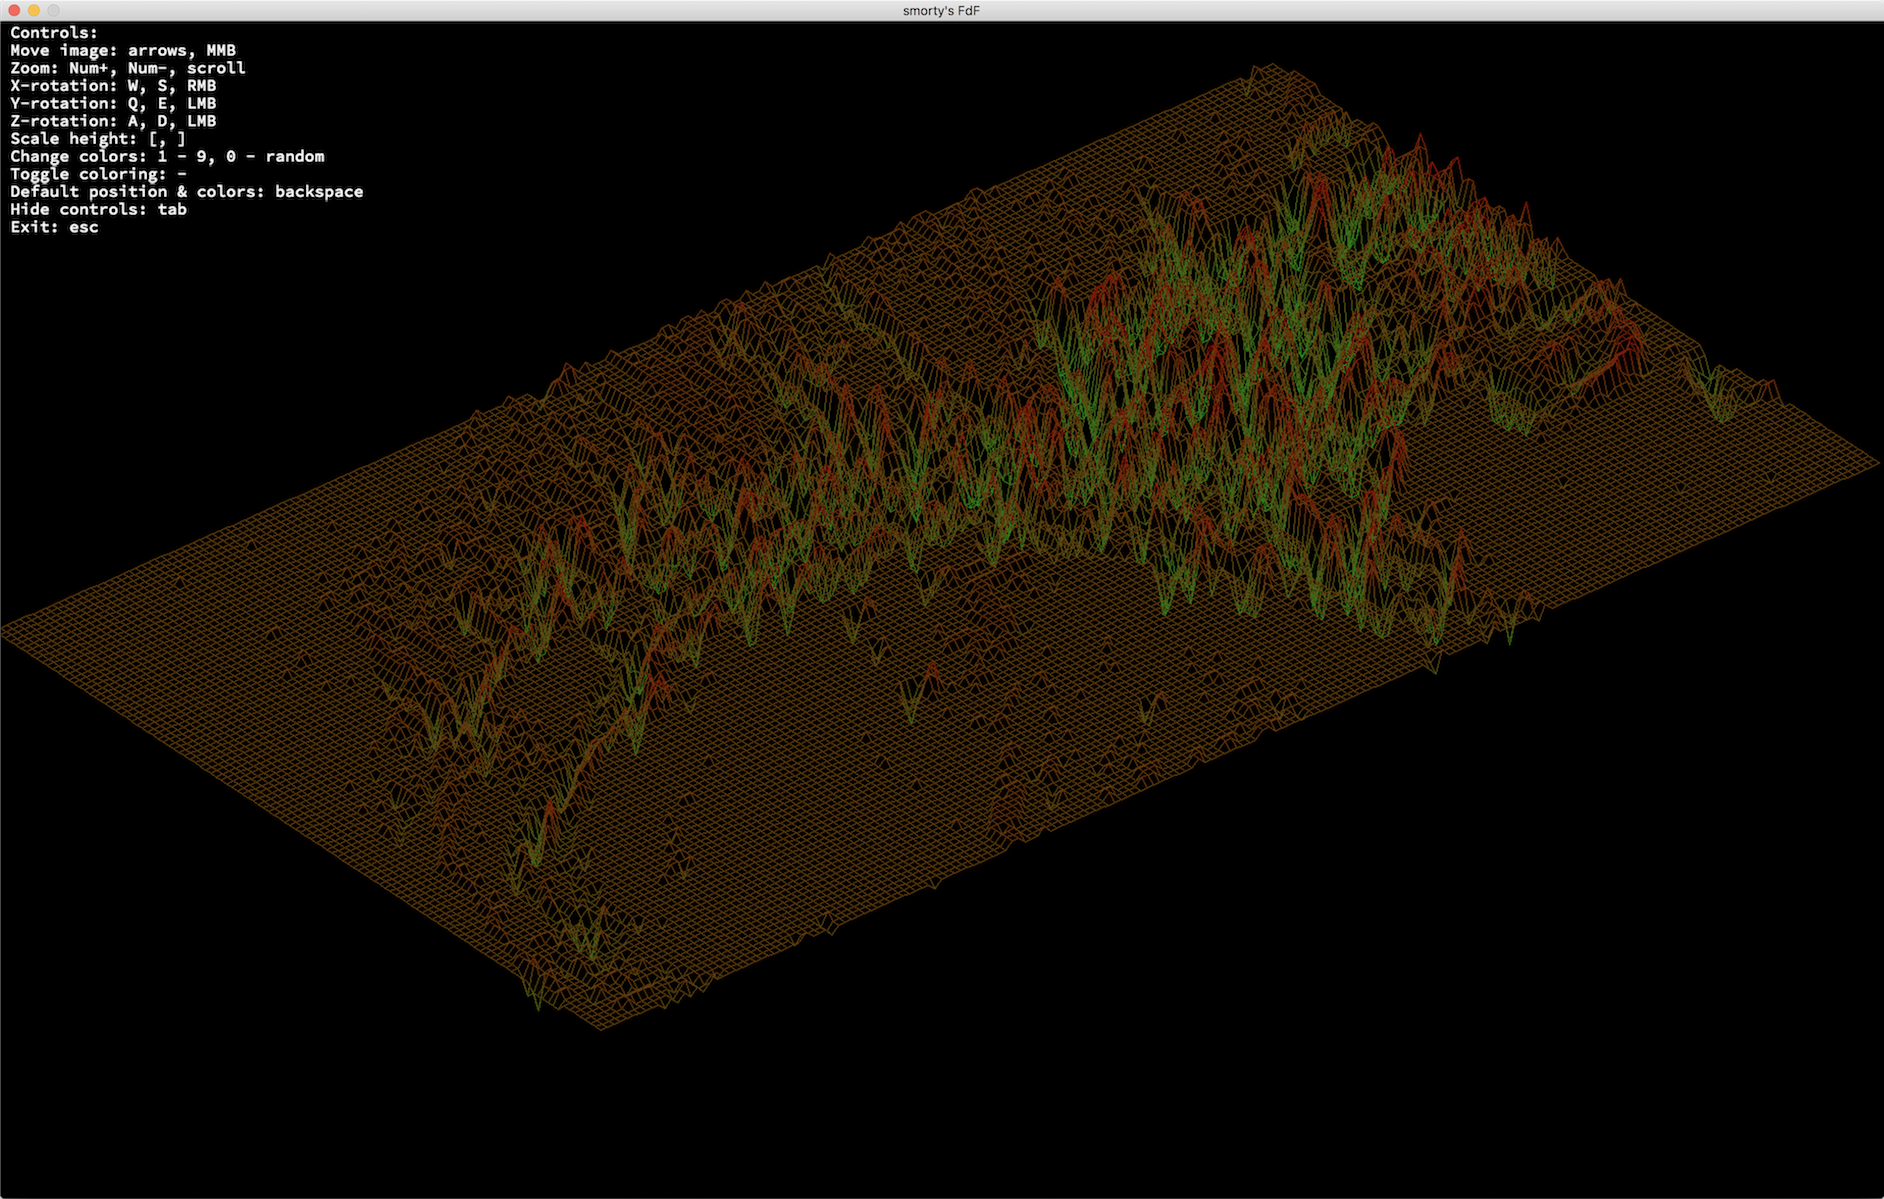 smorty's FdF
Controls:
Move image: arrows, MMB
Zoom: Num+, Num-, scroll
X-rotation: W, S, RMB
Y-rotation: Q, E, LMB
Z-rotation: A, D, LMB
Scale height: [, ]
Change colors: 1 - 9, 0 - random
Toggle coloring: -
Default position & colors: backspace
Hide controls: tab
Exit: esc